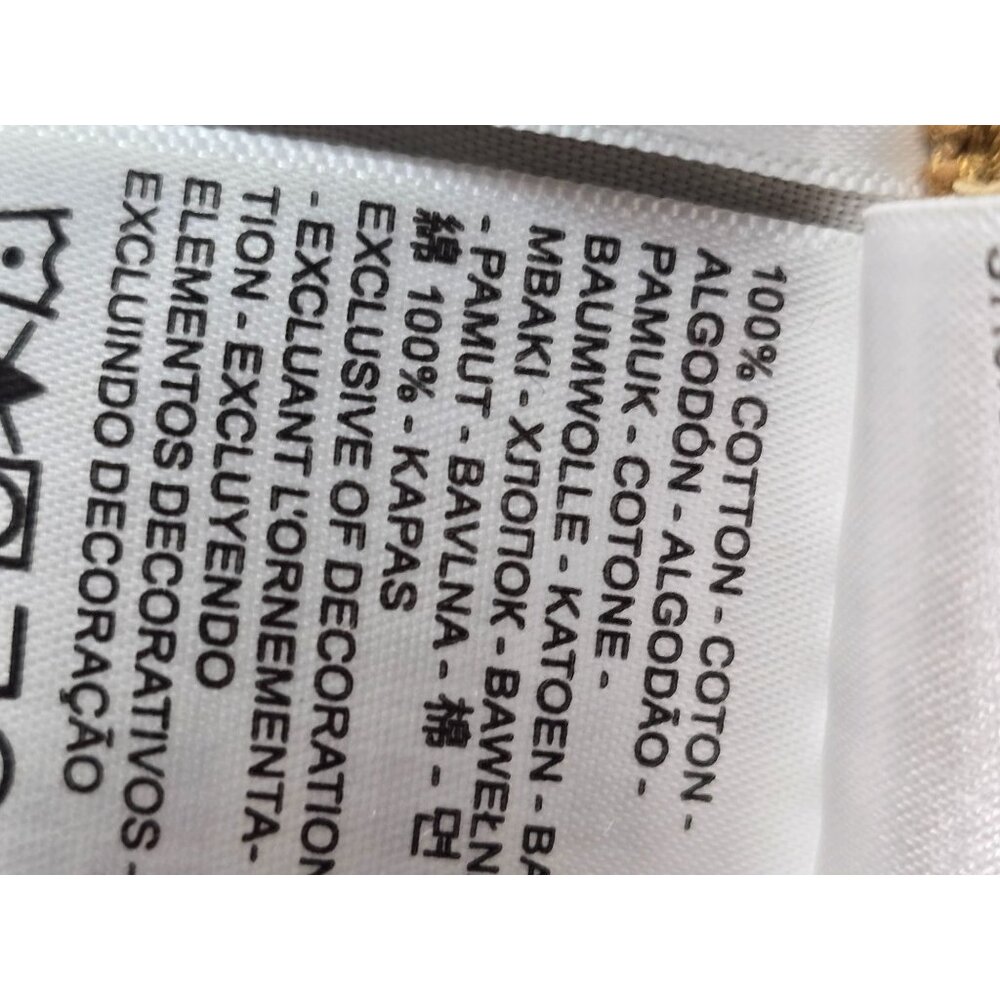 100% COTTON - COTON -
ALGODÓN - ALGODÃO -
PAMUK - COTONE -
BAUMWOLLE - KATOEN - BA
MBAKI - ХЛОПОК - BAWEŁN
- PAMUT - BAVLNA - 棉 - 면
綿 100% - KAPAS
EXCLUSIVE OF DECORATION
- EXCLUANT L'ORNEMENTA-
TION - EXCLUYENDO
ELEMENTOS DECORATIVOS -
EXCLUINDO DECORAÇÃO